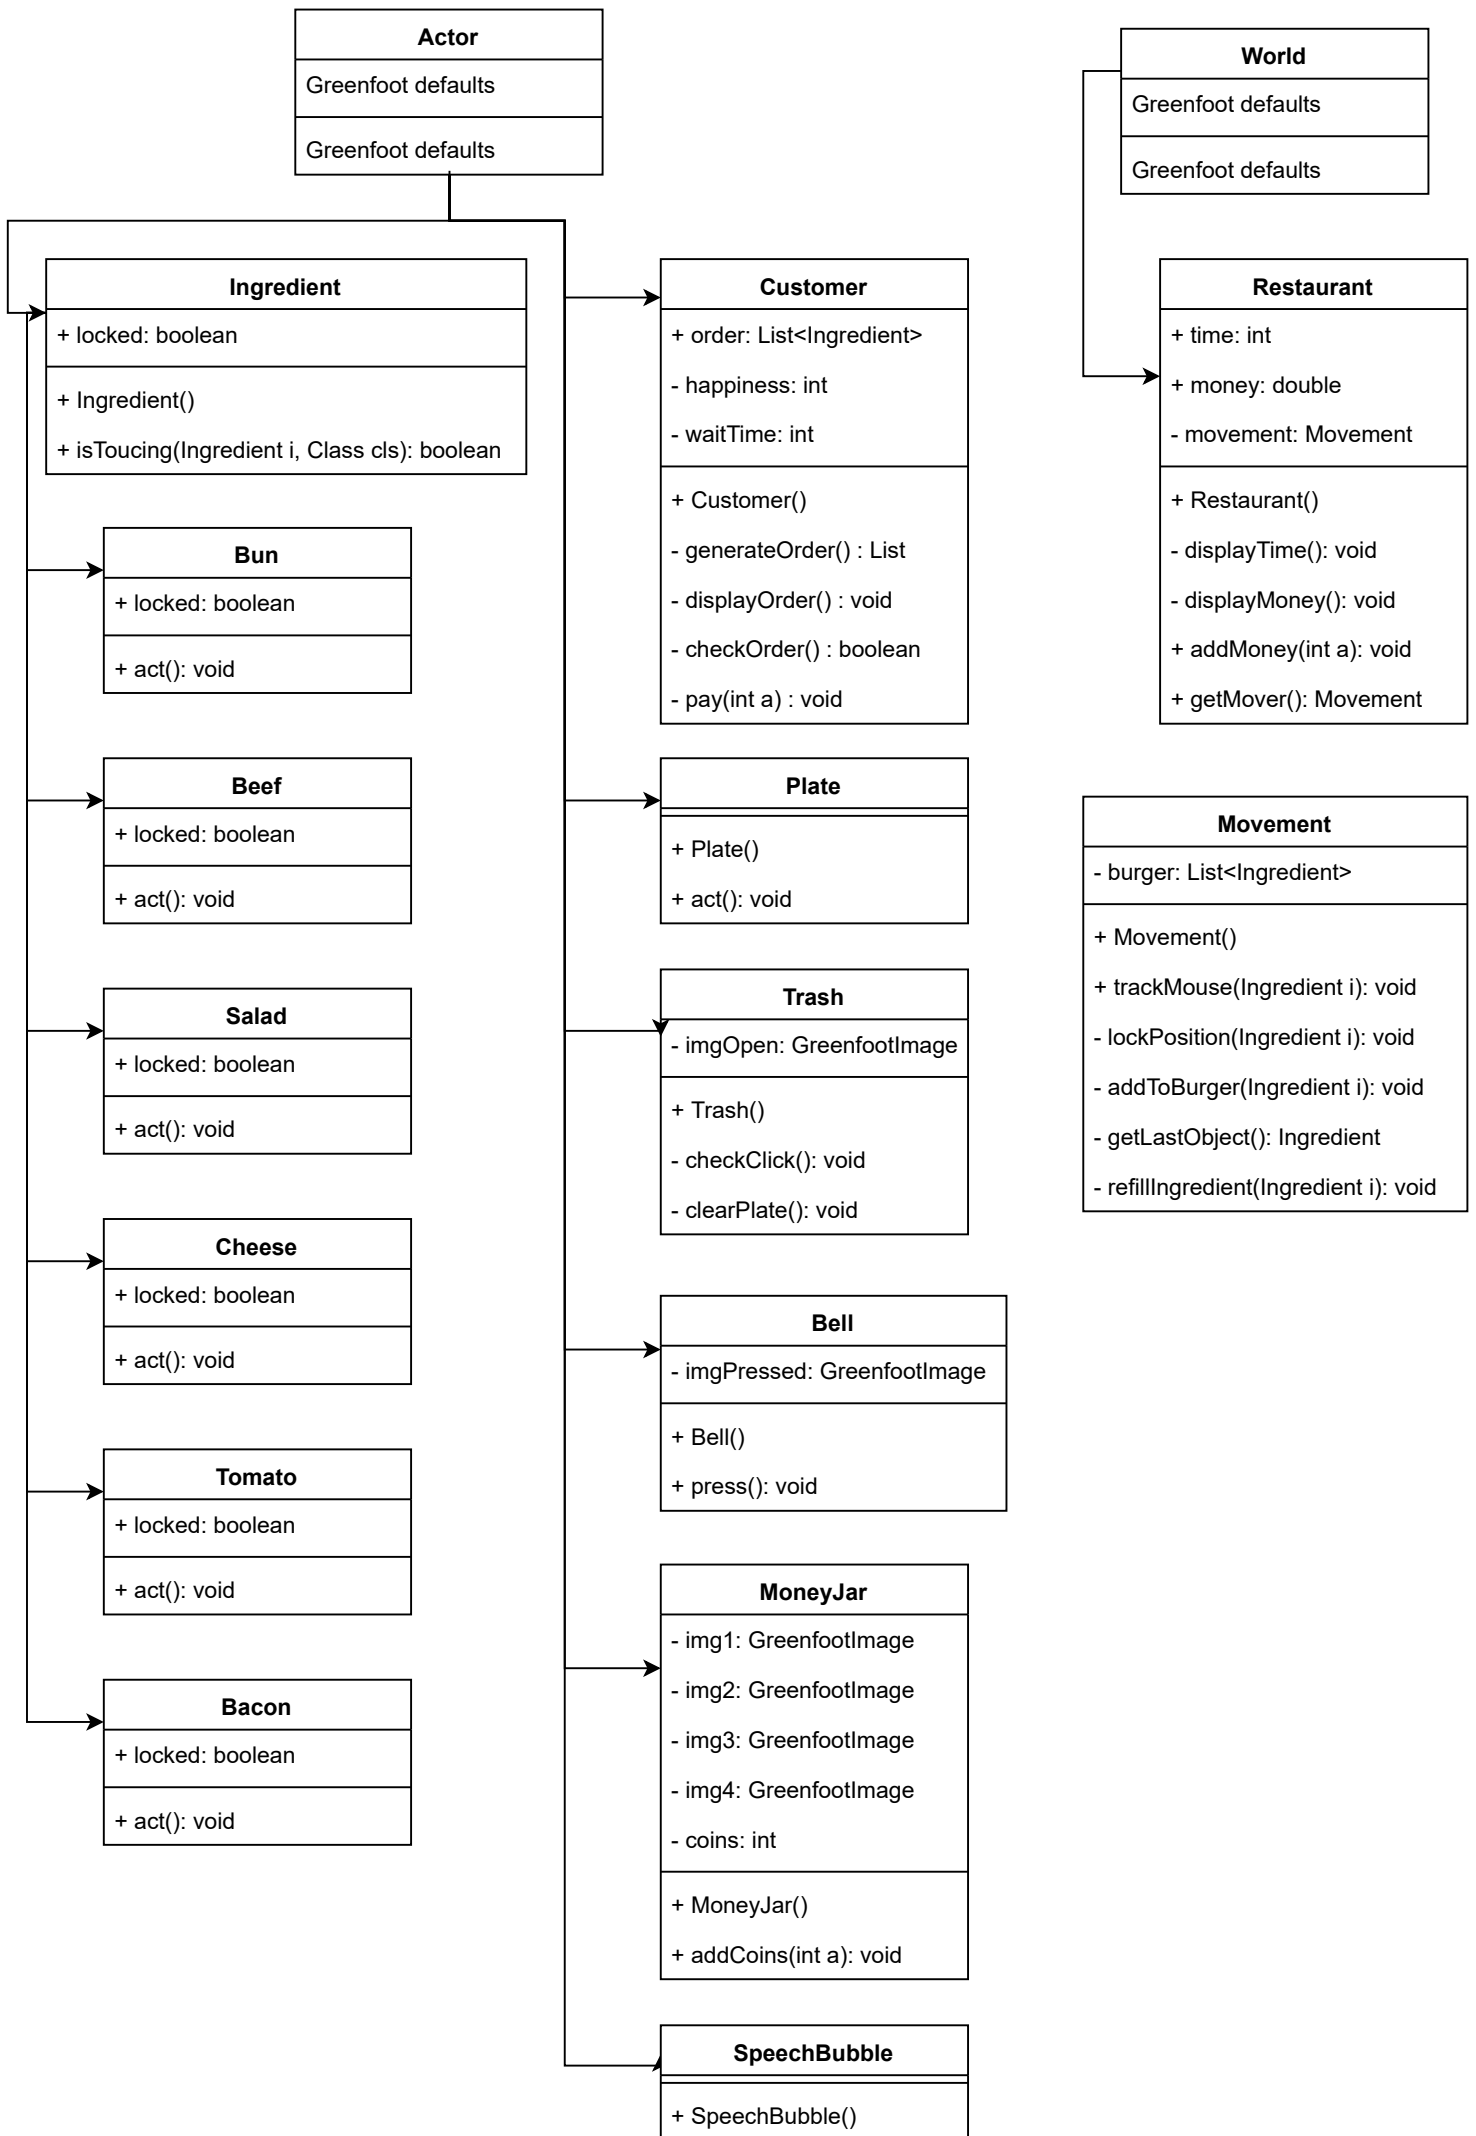 Actor
Greenfoot defaults
Greenfoot defaults
World
Greenfoot defaults
Greenfoot defaults
Ingredient
+ locked: boolean
+ Ingredient()
+ isToucing(Ingredient i, Class cls): boolean
Bun
+ locked: boolean
+ act(): void
Beef
+ locked: boolean
+ act(): void
Salad
+ locked: boolean
+ act(): void
Cheese
+ locked: boolean
+ act(): void
Tomato
+ locked: boolean
+ act(): void
Bacon
+ locked: boolean
+ act(): void
Customer
+ order: List<Ingredient>
- happiness: int
- waitTime: int
+ Customer()
- generateOrder() : List
- displayOrder() : void
- checkOrder() : boolean
- pay(int a) : void
Plate
+ Plate()
+ act(): void
Trash
- imgOpen: GreenfootImage
+ Trash()
- checkClick(): void
- clearPlate(): void
Bell
- imgPressed: GreenfootImage
+ Bell()
+ press(): void
MoneyJar
- img1: GreenfootImage
- img2: GreenfootImage
- img3: GreenfootImage
- img4: GreenfootImage
- coins: int
+ MoneyJar()
+ addCoins(int a): void
SpeechBubble
+ SpeechBubble()
Restaurant
+ time: int
+ money: double
- movement: Movement
+ Restaurant()
- displayTime(): void
- displayMoney(): void
+ addMoney(int a): void
+ getMover(): Movement
Movement
- burger: List<Ingredient>
+ Movement()
+ trackMouse(Ingredient i): void
- lockPosition(Ingredient i): void
- addToBurger(Ingredient i): void
- getLastObject(): Ingredient
- refillIngredient(Ingredient i): void